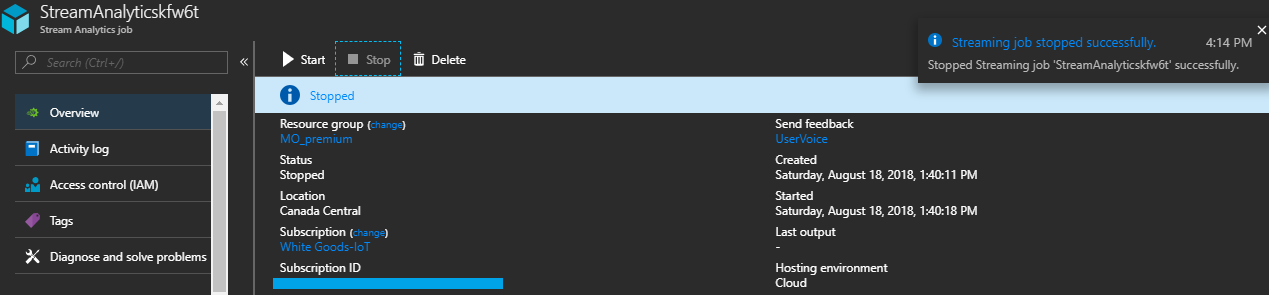 StreamAnalyticskfw6t
Stream Analytics job
Search (Ctrl+/)
«
Overview
Activity log
Access control (IAM)
Tags
Diagnose and solve problems
Start
Stop
Delete
Streaming job stopped successfully.
4:14 PM
Stopped Streaming job 'StreamAnalyticskfw6t' successfully.
Stopped
Resource group (change)
MO_premium
Status
Stopped
Location
Canada Central
Subscription (change)
White Goods-IoT
Subscription ID
Send feedback
UserVoice
Created
Saturday, August 18, 2018, 1:40:11 PM
Started
Saturday, August 18, 2018, 1:40:18 PM
Last output
-
Hosting environment
Cloud